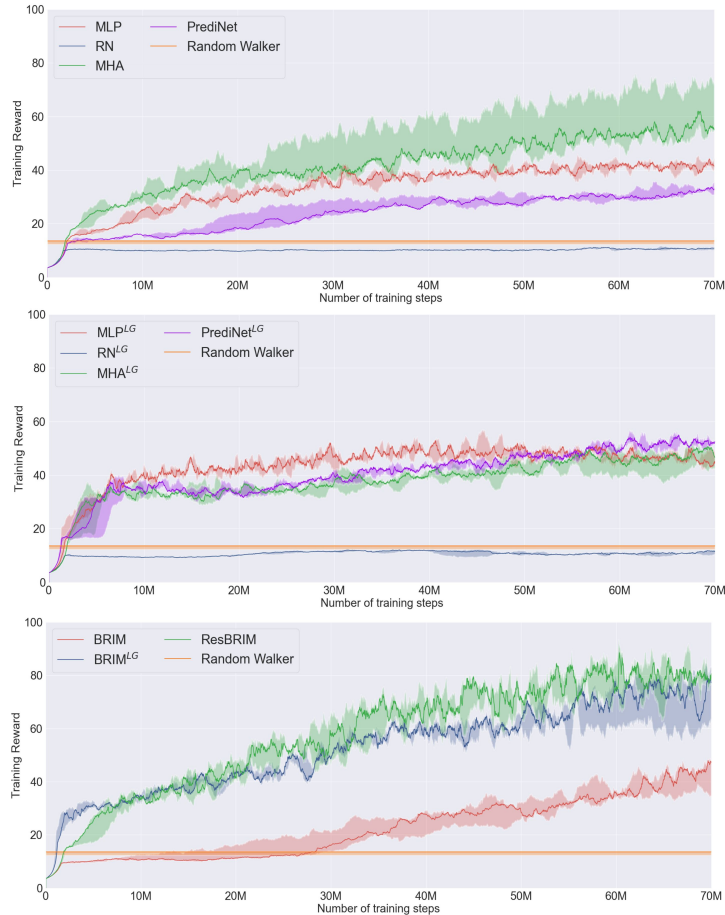 100
80
60
40
20
0
Training Reward
MLP
RN
MHA
PrediNet
Random Walker
10M
20M
30M
40M
50M
60M
70M
Number of training steps
100
80
60
40
20
0
Training Reward
MLP^LG
RN^LG
MHA^LG
PrediNet^LG
Random Walker
0
10M
20M
30M
40M
50M
60M
70M
Number of training steps
100
80
60
40
20
0
Training Reward
BRIM
BRIM^LG
ResBRIM
Random Walker
0
10M
20M
30M
40M
50M
60M
70M
Number of training steps